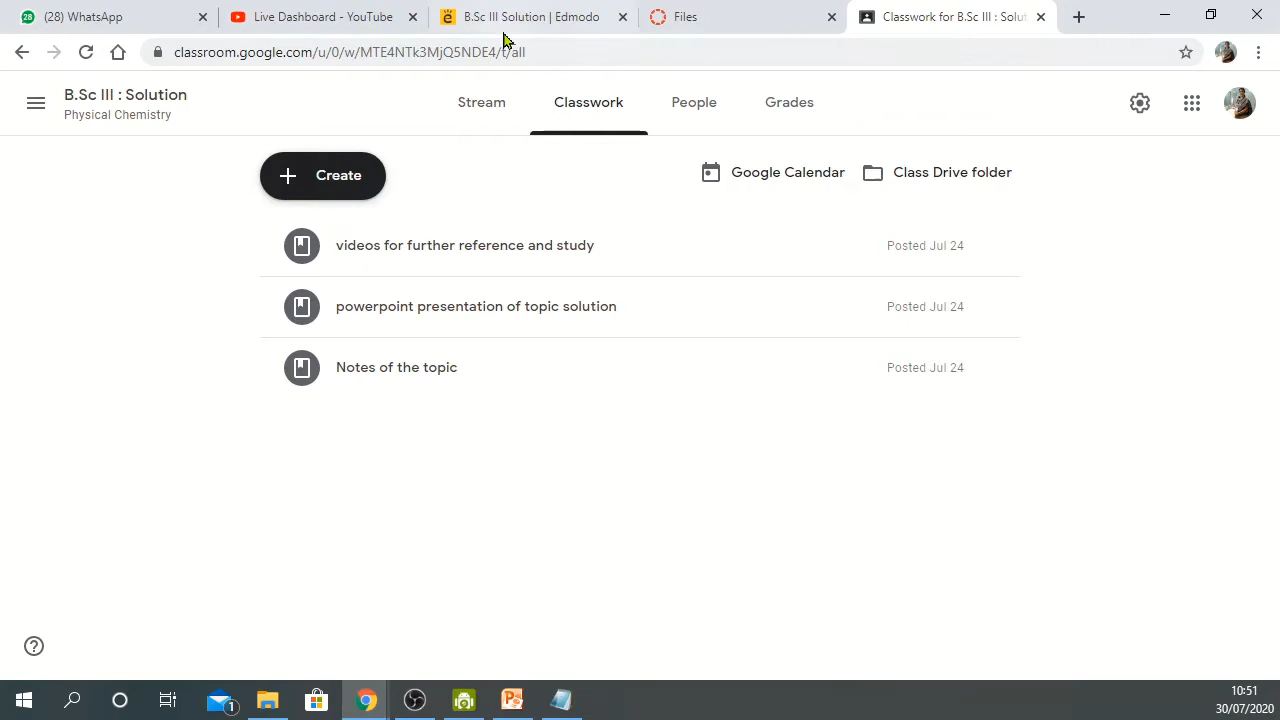 (28) WhatsApp
Live Dashboard - YouTube
B.Sc III Solution | Edmodo
Files
Classwork for B.Sc III : Solut
classroom.google.com/u/0/w/MTE4NTk3MjQ5NDE4/t/all
B.Sc III : Solution
Physical Chemistry
Stream
Classwork
People
Grades
Create
Google Calendar
Class Drive folder
videos for further reference and study
Posted Jul 24
powerpoint presentation of topic solution
Posted Jul 24
Notes of the topic
Posted Jul 24
1
10:51
30/07/2020